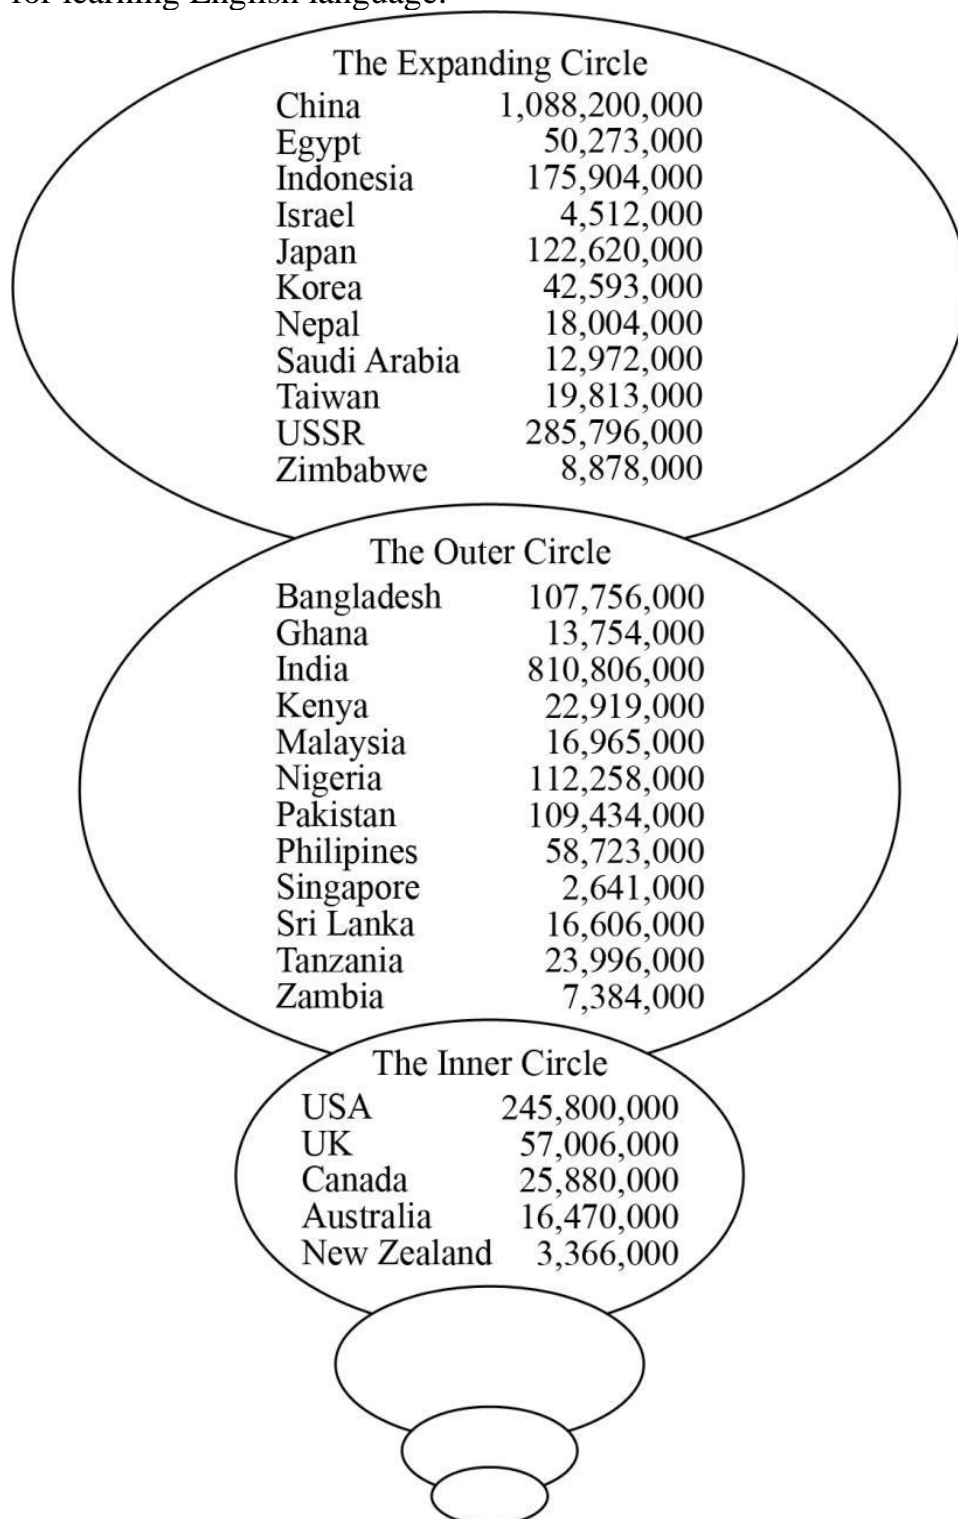 for learning English language.
The Expanding Circle
China 1,088,200,000
Egypt 50,273,000
Indonesia 175,904,000
Israel 4,512,000
Japan 122,620,000
Korea 42,593,000
Nepal 18,004,000
Saudi Arabia 12,972,000
Taiwan 19,813,000
USSR 285,796,000
Zimbabwe 8,878,000
The Outer Circle
Bangladesh 107,756,000
Ghana 13,754,000
India 810,806,000
Kenya 22,919,000
Malaysia 16,965,000
Nigeria 112,258,000
Pakistan 109,434,000
Philipines 58,723,000
Singapore 2,641,000
Sri Lanka 16,606,000
Tanzania 23,996,000
Zambia 7,384,000
The Inner Circle
USA 245,800,000
UK 57,006,000
Canada 25,880,000
Australia 16,470,000
New Zealand 3,366,000